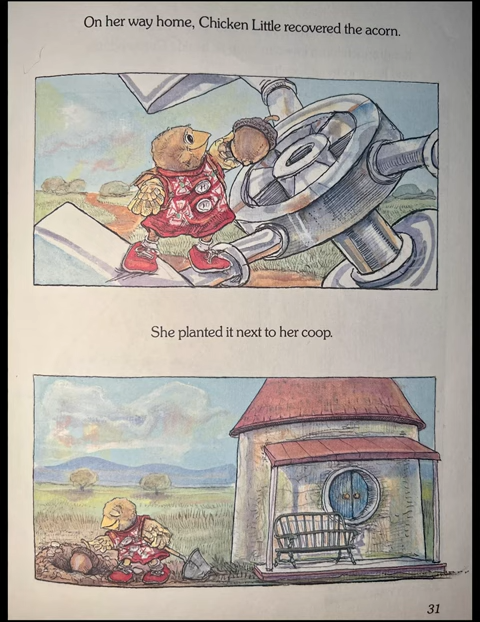 On her way home, Chicken Little recovered the acorn.
She planted it next to her coop.
31